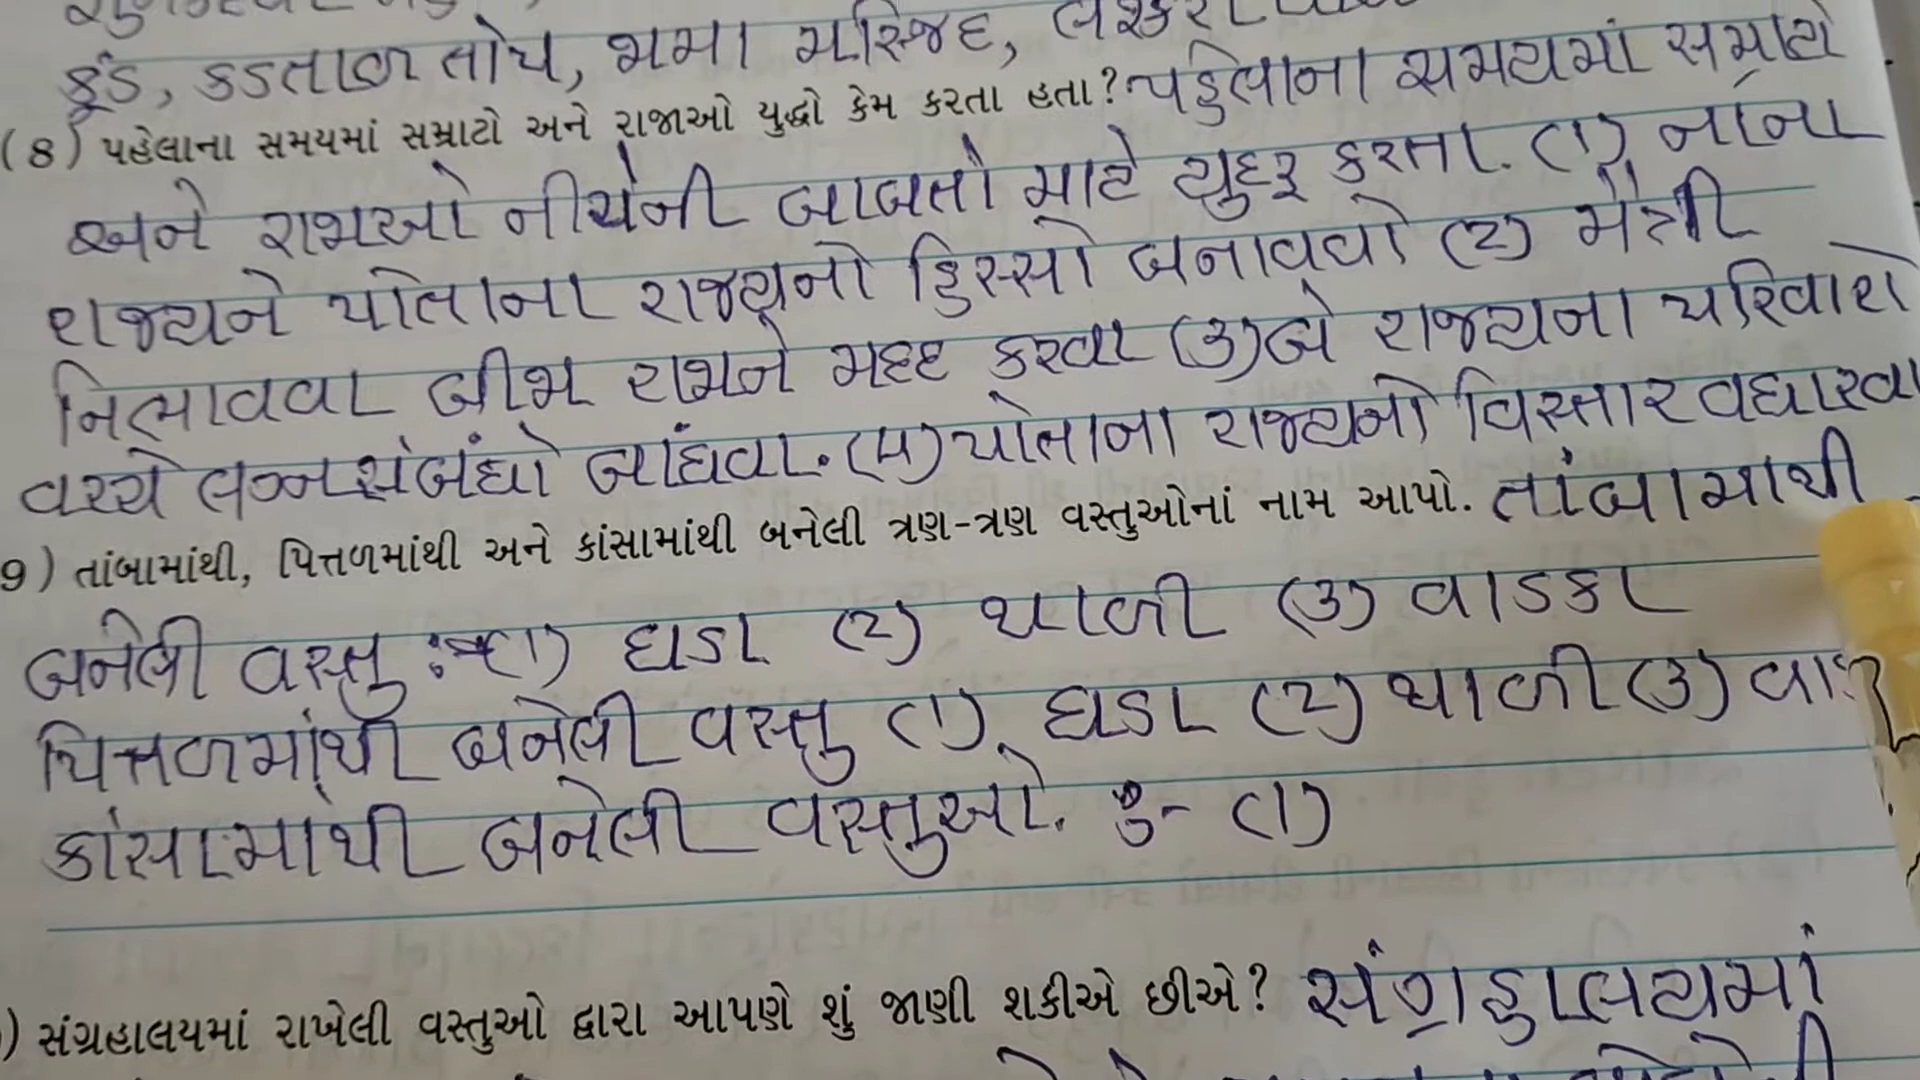 કૂંડ, કડતાળ તોપ, જામા મસ્જિદ, લશ્કરી
(8) પહેલાના સમયમાં સમ્રાટો અને રાજાઓ યુદ્ધો કેમ કરતા હતા? પહેલાના સમયમાં સમ્રાટો
અને રાજાઓ નીચેની બાબતો માટે યુદ્ધ કરતા. (1) નાના
રાજ્યને પોતાના રાજ્યનો હિસ્સો બનાવવો (2) મૈત્રી
નિભાવવા બીજા રાજાને મદદ કરવા (3) બે રાજ્યના પરિવારો
વચ્ચે લગ્નસંબંધો બાંધવા. (4) પોતાના રાજ્યનો વિસ્તાર વધારવા
9) તાંબામાંથી, પિત્તળમાંથી અને કાંસામાંથી બનેલી ત્રણ-ત્રણ વસ્તુઓનાં નામ આપો. તાંબામાથી
બનેલી વસ્તુ :- (1) ઘડા (2) થાળી (3) વાડકા
પિત્તળમાંથી બનેલી વસ્તુ (1) ઘડા (2) થાળી (3)
કાંસામાંથી બનેલી વસ્તુઓ. :- (1)
) સંગ્રહાલયમાં રાખેલી વસ્તુઓ દ્વારા આપણે શું જાણી શકીએ છીએ? સંગ્રહાલયમાં